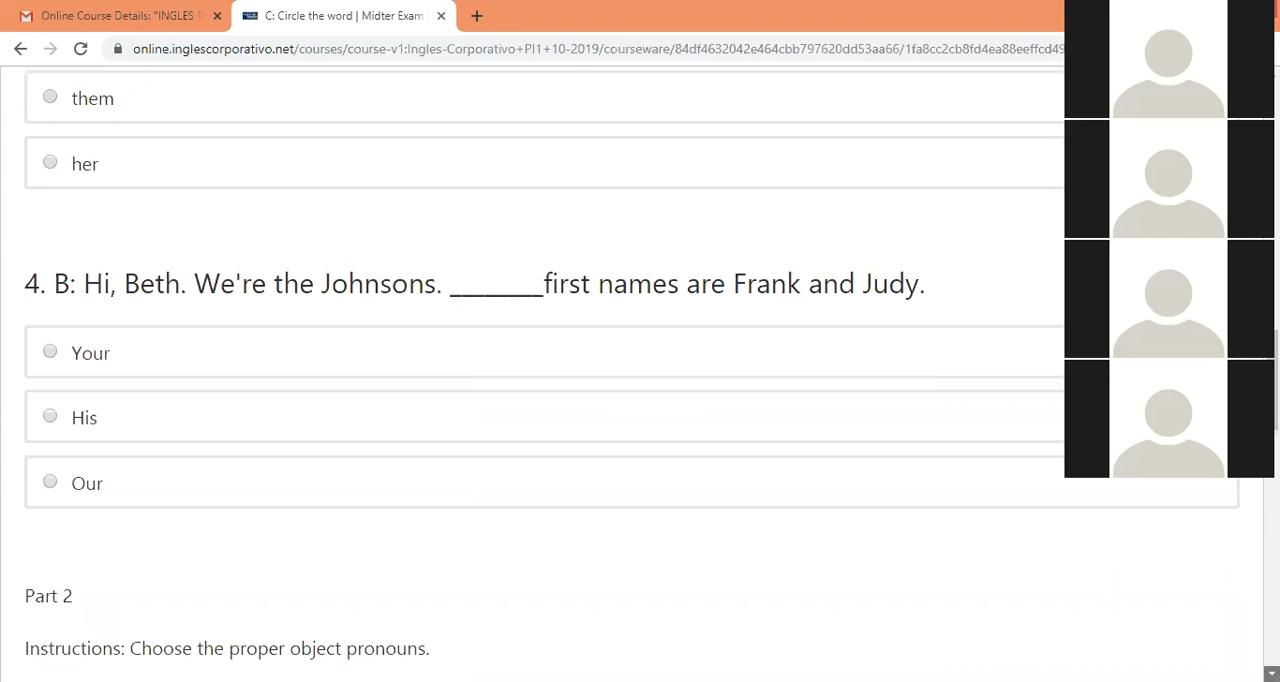 Online Course Details: "INGLES
C: Circle the word | Midter Exam
online.inglescorporativo.net/courses/course-v1:Ingles-Corporativo+PI1+10-2019/courseware/84df4632042e464cbb797620dd53aa66/1fa8cc2cb8fd4ea88eeffcd49
them
her
4. B: Hi, Beth. We're the Johnsons. ________first names are Frank and Judy.
Your
His
Our
Part 2
Instructions: Choose the proper object pronouns.